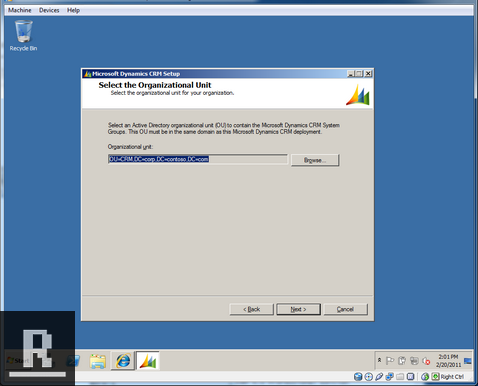 Machine Devices Help
Recycle Bin
Microsoft Dynamics CRM Setup
Select the Organizational Unit
Select the organizational unit for your organization.
Select an Active Directory organizational unit (OU) to contain the Microsoft Dynamics CRM System
Groups. This OU must be in the same domain as this Microsoft Dynamics CRM deployment.
Organizational unit:
OU=CRM,DC=corp,DC=contoso,DC=com
Browse...
< Back Next > Cancel
R
Start
2:01 PM
2/20/2011
Right Ctrl